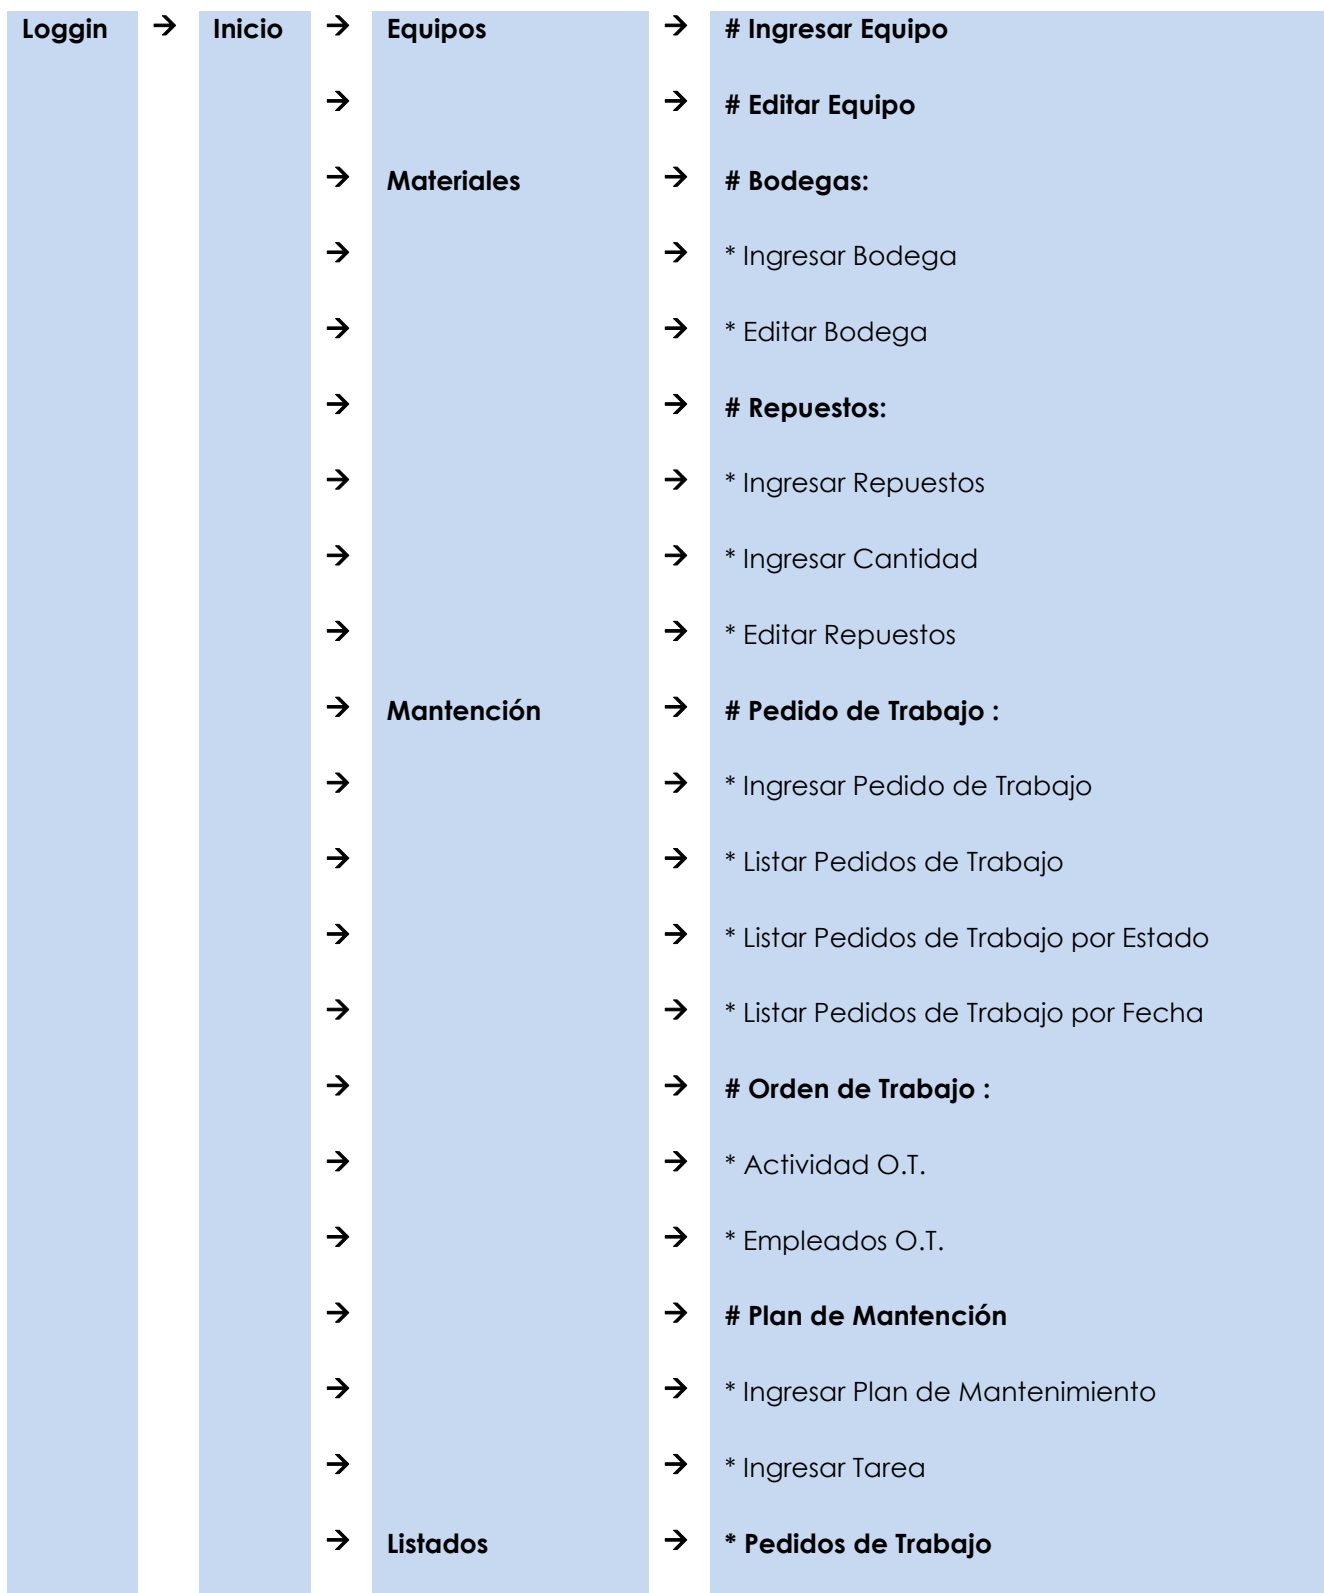 Loggin → Inicio → Equipos → # Ingresar Equipo
→ → # Editar Equipo
→ Materiales → # Bodegas:
→ → * Ingresar Bodega
→ → * Editar Bodega
→ → # Repuestos:
→ → * Ingresar Repuestos
→ → * Ingresar Cantidad
→ → * Editar Repuestos
→ Mantención → # Pedido de Trabajo :
→ → * Ingresar Pedido de Trabajo
→ → * Listar Pedidos de Trabajo
→ → * Listar Pedidos de Trabajo por Estado
→ → * Listar Pedidos de Trabajo por Fecha
→ → # Orden de Trabajo :
→ → * Actividad O.T.
→ → * Empleados O.T.
→ → # Plan de Mantención
→ → * Ingresar Plan de Mantenimiento
→ → * Ingresar Tarea
→ Listados → * Pedidos de Trabajo